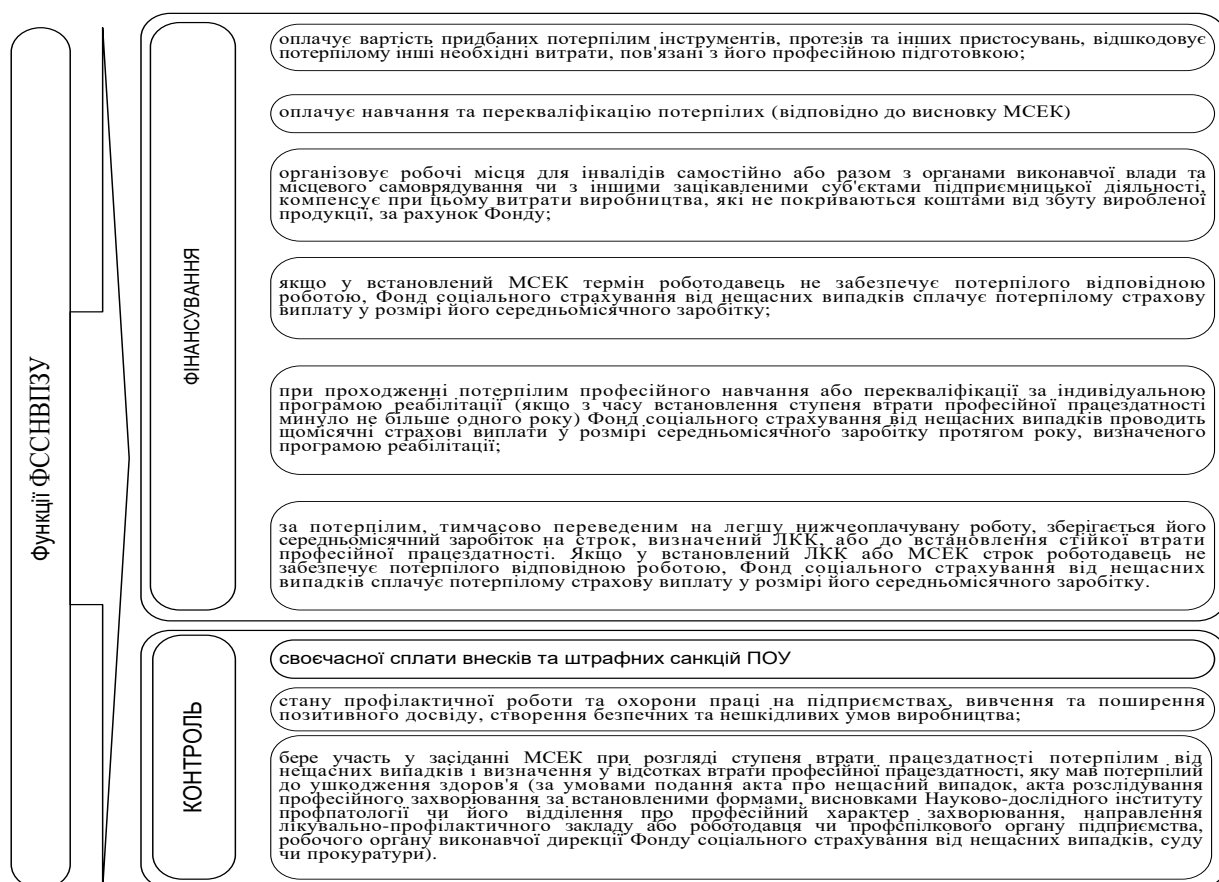 Функції ФССНВПЗУ
ФІНАНСУВАННЯ
оплачує вартість придбаних потерпілим інструментів, протезів та інших пристосувань, відшкодовує
потерпілому інші необхідні витрати, пов'язані з його професійною підготовкою;
оплачує навчання та перекваліфікацію потерпілих (відповідно до висновку МСЕК)
організовує робочі місця для інвалідів самостійно або разом з органами виконавчої влади та
місцевого самоврядування чи з іншими зацікавленими суб'єктами підприємницької діяльності,
компенсує при цьому витрати виробництва, які не покриваються коштами від збуту виробленої
продукції, за рахунок Фонду;
якщо у встановлений МСЕК термін роботодавець не забезпечує потерпілого відповідною
роботою, Фонд соціального страхування від нещасних випадків сплачує потерпілому страхову
виплату у розмірі його середньомісячного заробітку;
при проходженні потерпілим професійного навчання або перекваліфікації за індивідуальною
програмою реабілітації (якщо з часу встановлення ступеня втрати професійної працездатності
минуло не більше одного року) Фонд соціального страхування від нещасних випадків проводить
щомісячні страхові виплати у розмірі середньомісячного заробітку протягом року, визначеного
програмою реабілітації;
за потерпілим, тимчасово переведеним на легшу нижчеоплачувану роботу, зберігається його
середньомісячний заробіток на строк, визначений ЛКК, або до встановлення стійкої втрати
професійної працездатності. Якщо у встановлений ЛКК або МСЕК строк роботодавець не
забезпечує потерпілого відповідною роботою, Фонд соціального страхування від нещасних
випадків сплачує потерпілому страхову виплату у розмірі його середньомісячного заробітку.
КОНТРОЛЬ
своєчасної сплати внесків та штрафних санкцій ПОУ
стану профілактичної роботи та охорони праці на підприємствах, вивчення та поширення
позитивного досвіду, створення безпечних та нешкідливих умов виробництва;
бере участь у засіданні МСЕК при розгляді ступеня втрати працездатності потерпілим від
нещасних випадків і визначення у відсотках втрати професійної працездатності, яку мав потерпілий
до ушкодження здоров'я (за умовами подання акта про нещасний випадок, акта розслідування
професійного захворювання за встановленими формами, висновками Науково-дослідного інституту
профпатології чи його відділення про професійний характер захворювання, направлення
лікувально-профілактичного закладу або роботодавця чи профспілкового органу підприємства,
робочого органу виконавчої дирекції Фонду соціального страхування від нещасних випадків, суду
чи прокуратури).